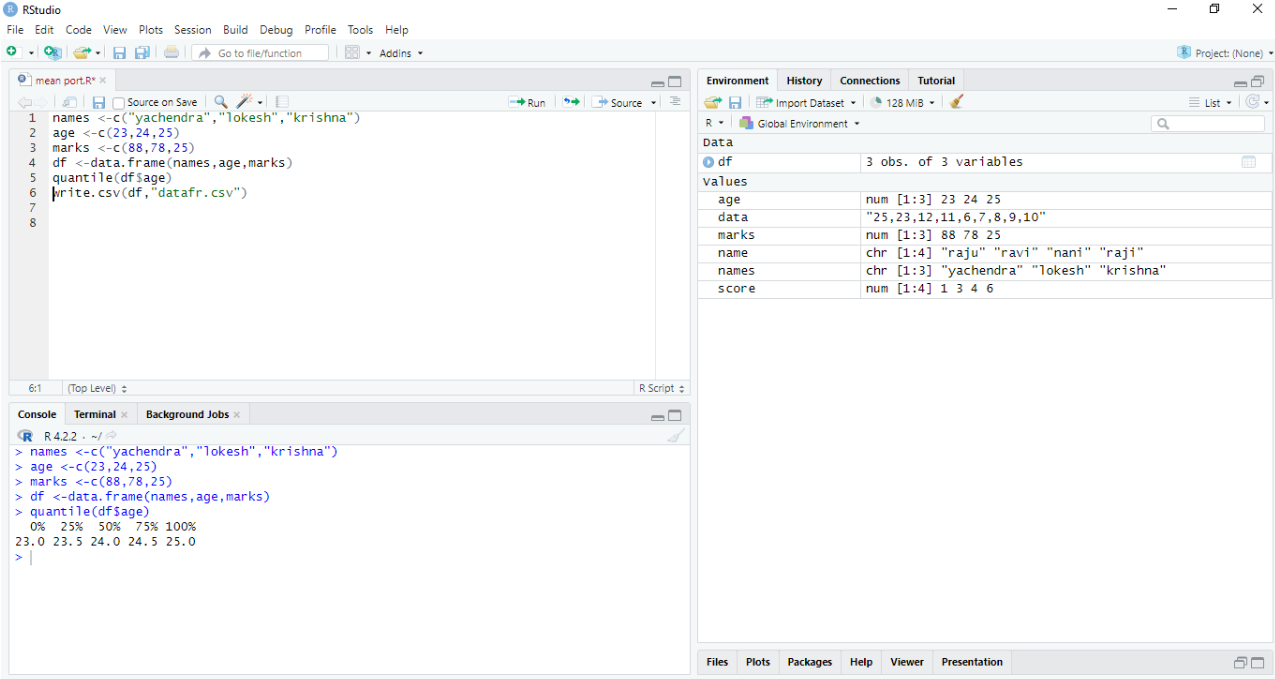 RStudio
File Edit Code View Plots Session Build Debug Profile Tools Help
Go to file/function Addins Project: (None)
mean port.R*
Source on Save Run Source
1 names <-c("yachendra","lokesh","krishna")
2 age <-c(23,24,25)
3 marks <-c(88,78,25)
4 df <-data.frame(names,age,marks)
5 quantile(df$age)
6 write.csv(df,"datafr.csv")
7
8
6:1 (Top Level) R Script
Console Terminal Background Jobs
R 4.2.2 · ~/
> names <-c("yachendra","lokesh","krishna")
> age <-c(23,24,25)
> marks <-c(88,78,25)
> df <-data.frame(names,age,marks)
> quantile(df$age)
0% 25% 50% 75% 100%
23.0 23.5 24.0 24.5 25.0
>
Environment History Connections Tutorial
Import Dataset 128 MiB List
R Global Environment
Data
df 3 obs. of 3 variables
Values
age num [1:3] 23 24 25
data "25,23,12,11,6,7,8,9,10"
marks num [1:3] 88 78 25
name chr [1:4] "raju" "ravi" "nani" "raji"
names chr [1:3] "yachendra" "lokesh" "krishna"
score num [1:4] 1 3 4 6
Files Plots Packages Help Viewer Presentation